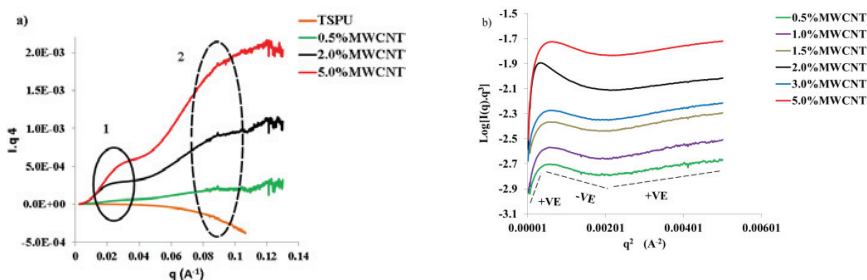 a)
TSPU
0.5%MWCNT
2.0%MWCNT
5.0%MWCNT
I.q 4
2.0E-03
1.5E-03
1.0E-03
5.0E-04
0.0E+00
-5.0E-04
1
2
0 0.02 0.04 0.06 0.08 0.1 0.12 0.14
q (A-1)
b)
0.5%MWCNT
1.0%MWCNT
1.5%MWCNT
2.0%MWCNT
3.0%MWCNT
5.0%MWCNT
Log[I(q).q³]
-1.5
-1.7
-1.9
-2.1
-2.3
-2.5
-2.7
-2.9
-3.1
+VE
-VE
+VE
0.00001 0.00201 0.00401 0.00601
q² (A-2)